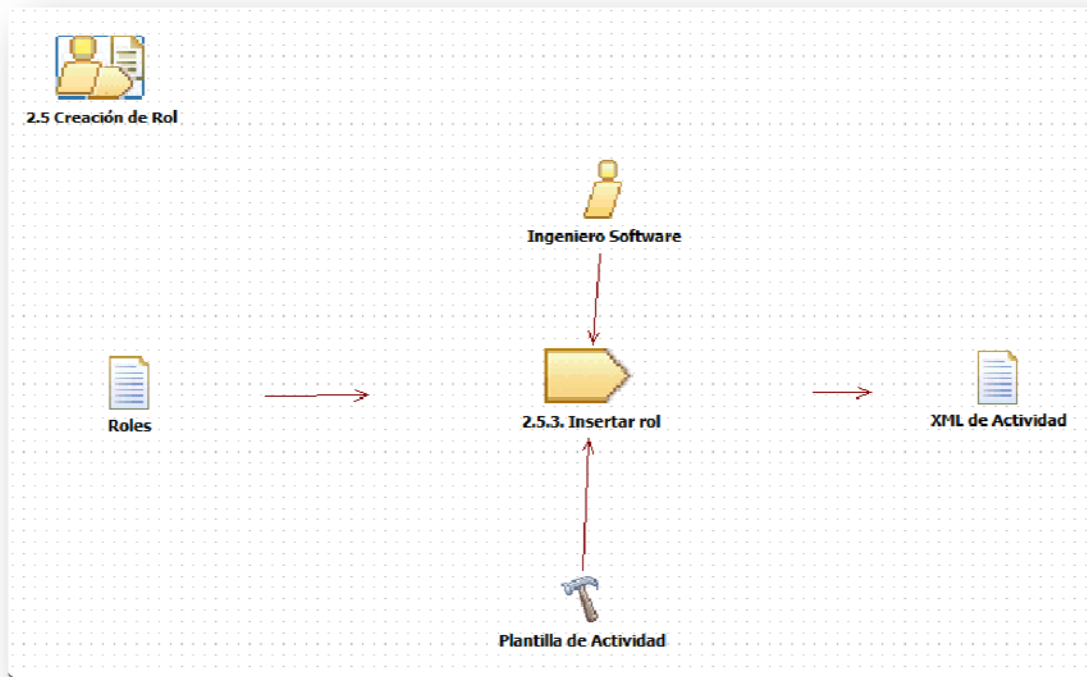 2.5 Creación de Rol
Ingeniero Software
Roles
2.5.3. Insertar rol
XML de Actividad
Plantilla de Actividad